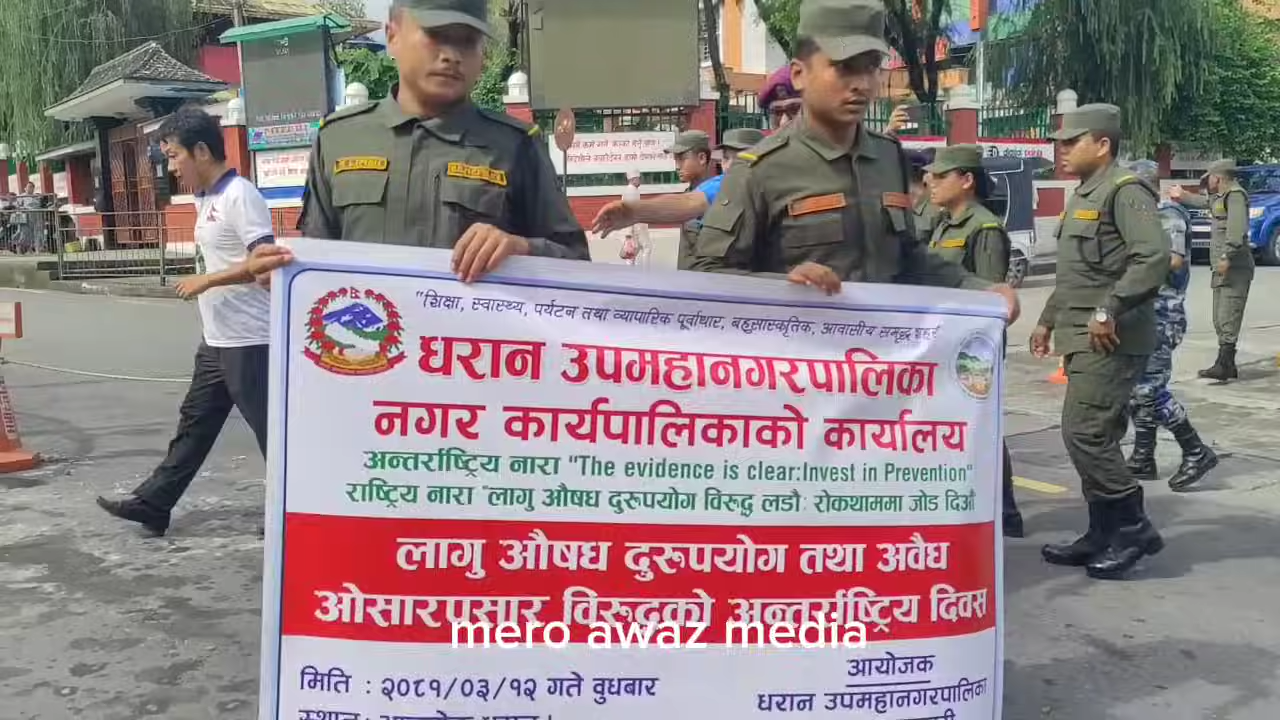 "शिक्षा, स्वास्थ्य, पर्यटन तथा व्यापारिक पूर्वाधार, बहुसांस्कृतिक, आवासीय समृद्ध शहर"
धरान उपमहानगरपालिका
नगर कार्यपालिकाको कार्यालय
अन्तर्राष्ट्रिय नारा "The evidence is clear:Invest in Prevention"
राष्ट्रिय नारा "लागु औषध दुरुपयोग विरुद्ध लडौं: रोकथाममा जोड दिऔं
लागु औषध दुरुपयोग तथा अवैध
ओसारपसार विरुद्धको अन्तर्राष्ट्रिय दिवस
mero awaz media
मिति : २०८१/०३/१२ गते वुधबार
आयोजक
धरान उपमहानगरपालिका